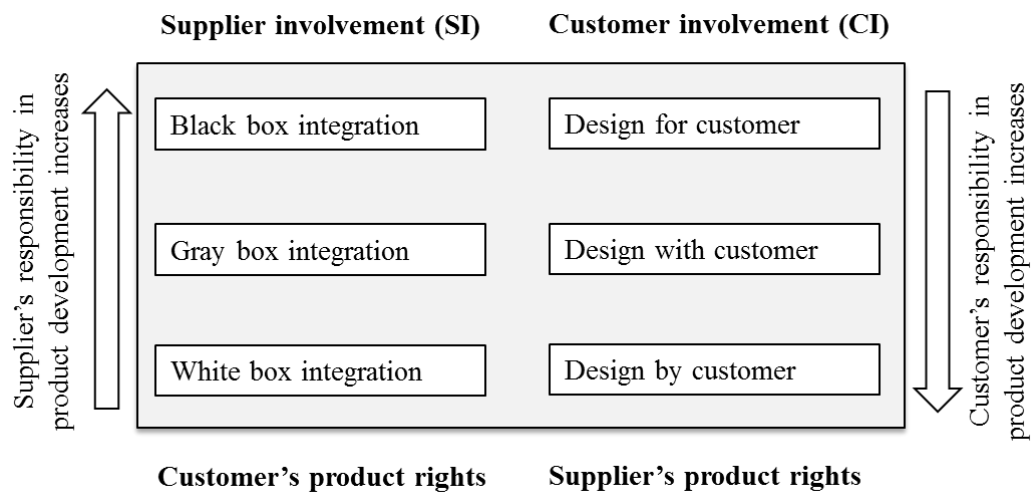 Supplier involvement (SI)
Customer involvement (CI)
Supplier’s responsibility in
product development increases
Black box integration
Design for customer
Gray box integration
Design with customer
White box integration
Design by customer
Customer’s responsibility in
product development increases
Customer’s product rights
Supplier’s product rights